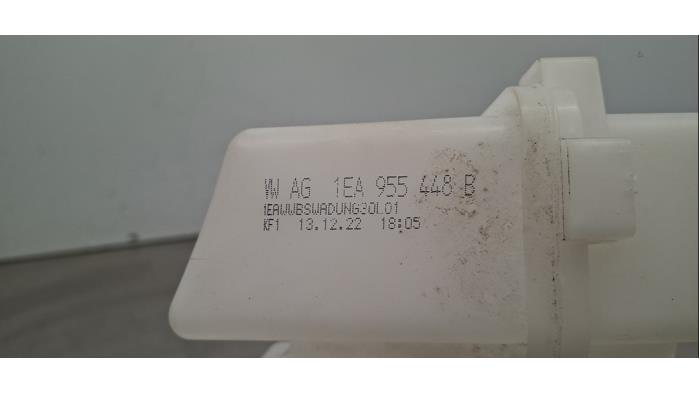 VW AG 1EA 955 448 B
1EAWWBSWADUNG30L01
KF1 13.12.22 18:05